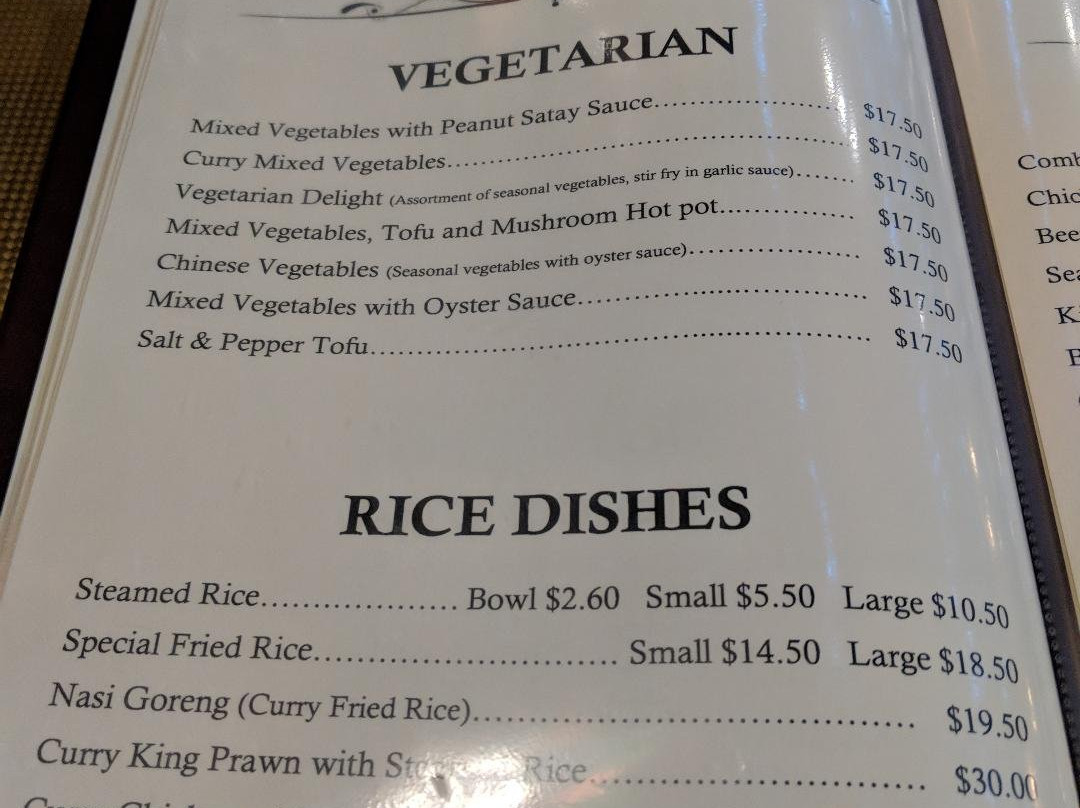 VEGETARIAN
Mixed Vegetables with Peanut Satay Sauce.................... $17.50
Curry Mixed Vegetables.................... $17.50
Vegetarian Delight (Assortment of seasonal vegetables, stir fry in garlic sauce)....... $17.50
Mixed Vegetables, Tofu and Mushroom Hot pot.................... $17.50
Chinese Vegetables (Seasonal vegetables with oyster sauce).................... $17.50
Mixed Vegetables with Oyster Sauce.................... $17.50
Salt & Pepper Tofu.................... $17.50
RICE DISHES
Steamed Rice.................... Bowl $2.60 Small $5.50 Large $10.50
Special Fried Rice.................... Small $14.50 Large $18.50
Nasi Goreng (Curry Fried Rice).................... $19.50
Curry King Prawn with Rice.................... $30.00